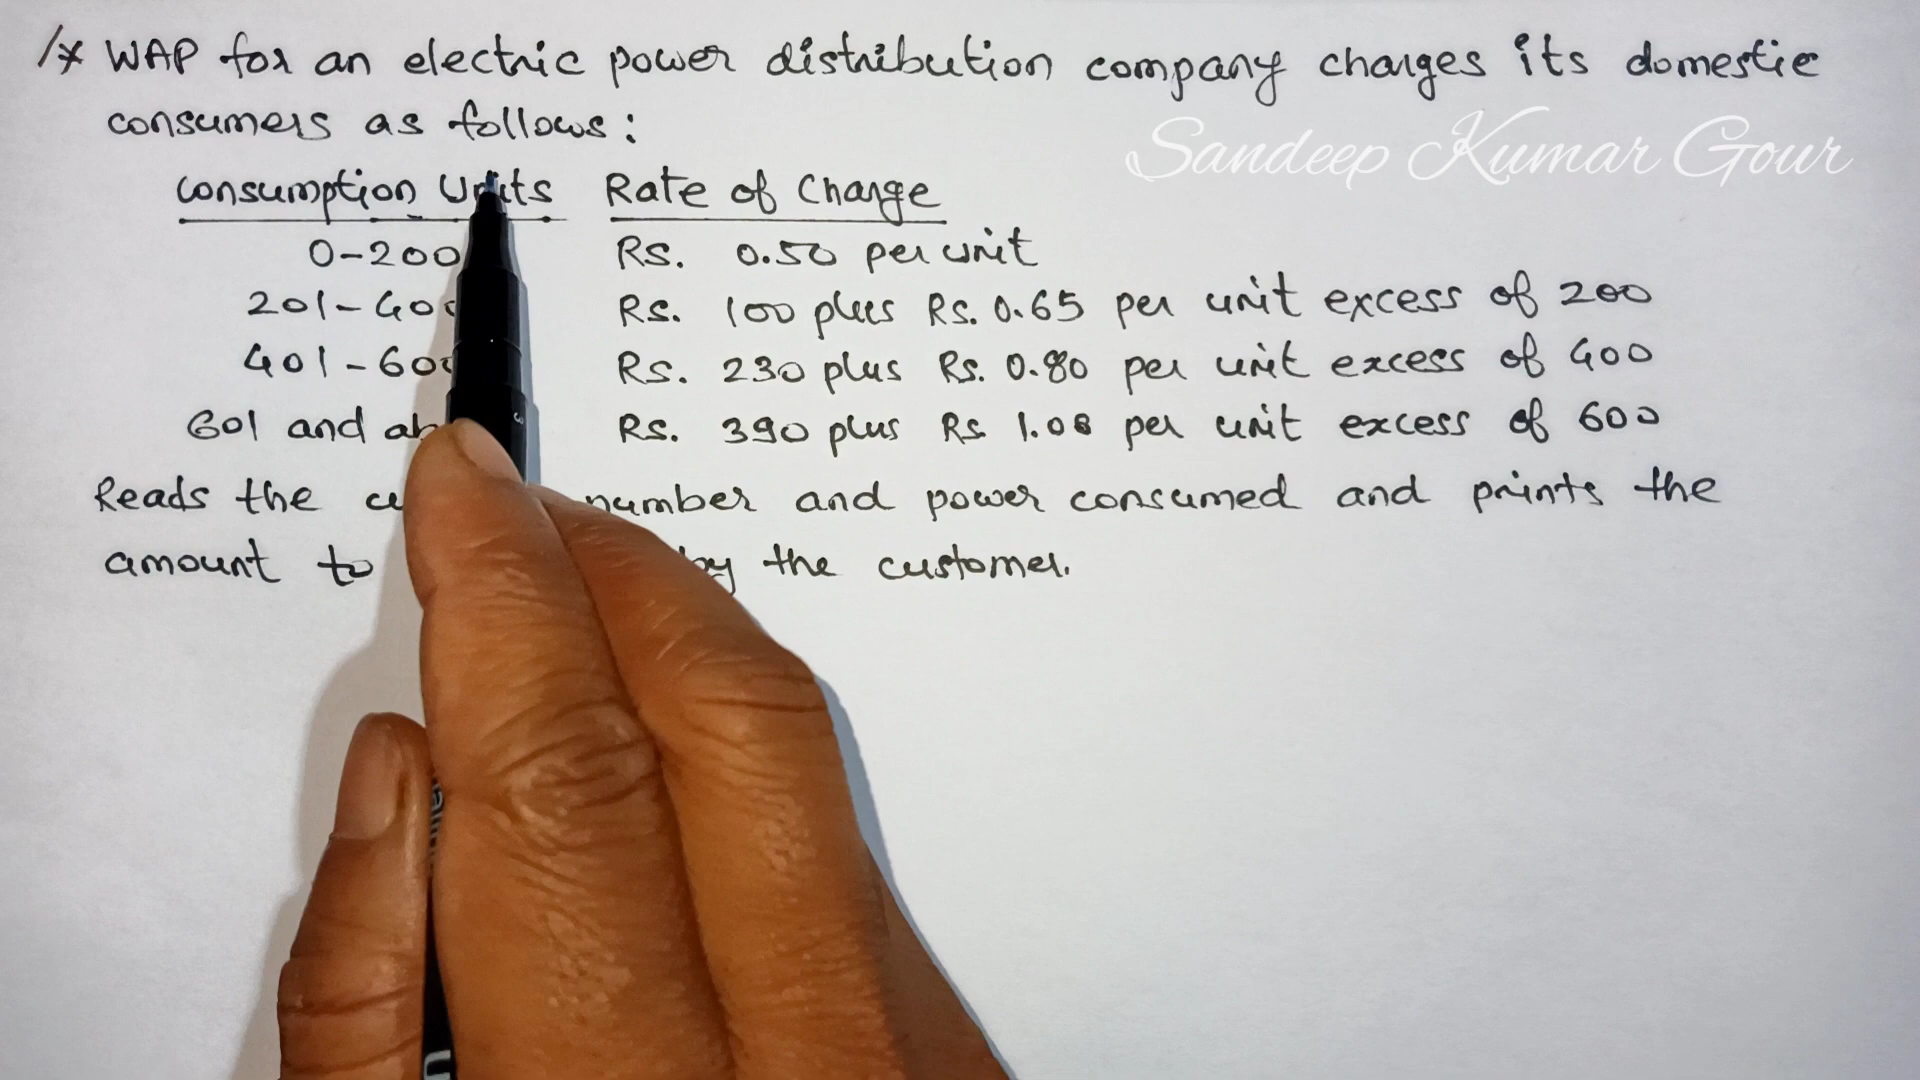 /* WAP for an electric power distribution company charges its domestic
consumers as follows :
Sandeep Kumar Gour
Consumption Units Rate of Charge
0-200 Rs. 0.50 per unit
201-400 Rs. 100 plus Rs. 0.65 per unit excess of 200
401-600 Rs. 230 plus Rs. 0.80 per unit excess of 400
601 and Rs. 390 plus Rs 1.08 per unit excess of 600
Reads the number and power consumed and prints the
amount to by the customer.